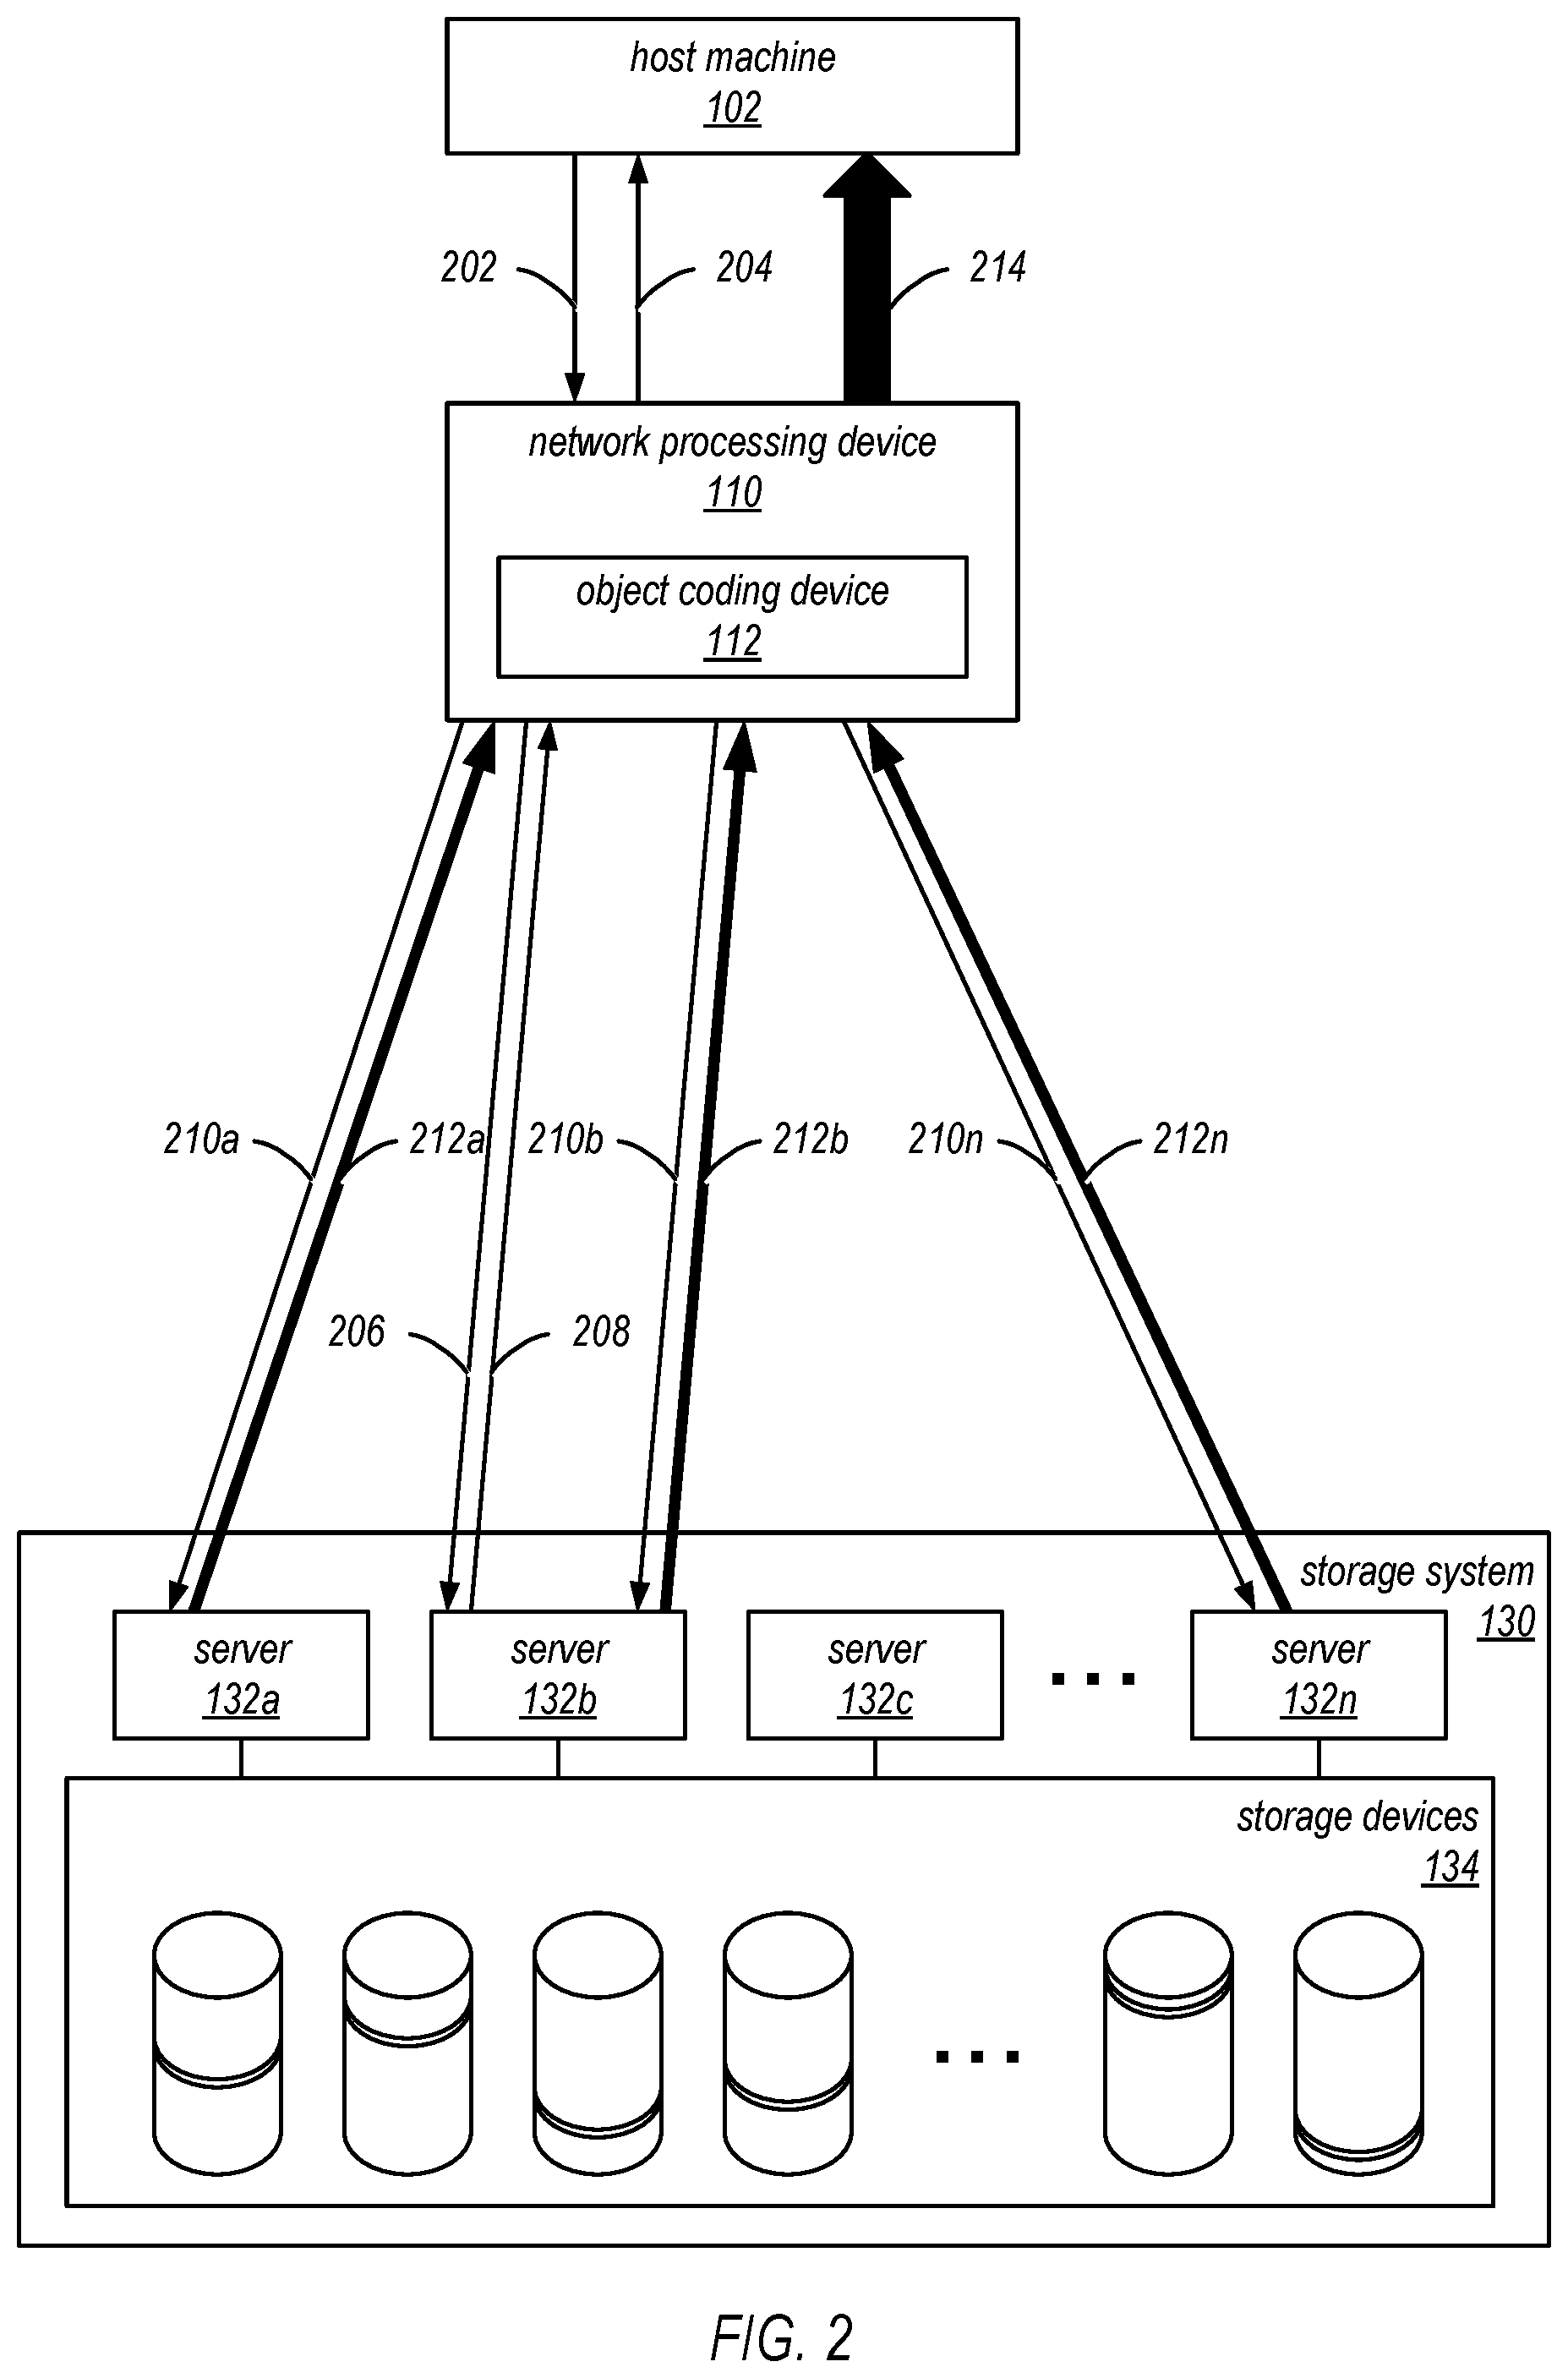 host machine
102
202
204
214
network processing device
110
object coding device
112
210a
212a
210b
212b
210n
212n
206
208
storage system
130
server
132a
server
132b
server
132c
server
132n
storage devices
134
FIG. 2